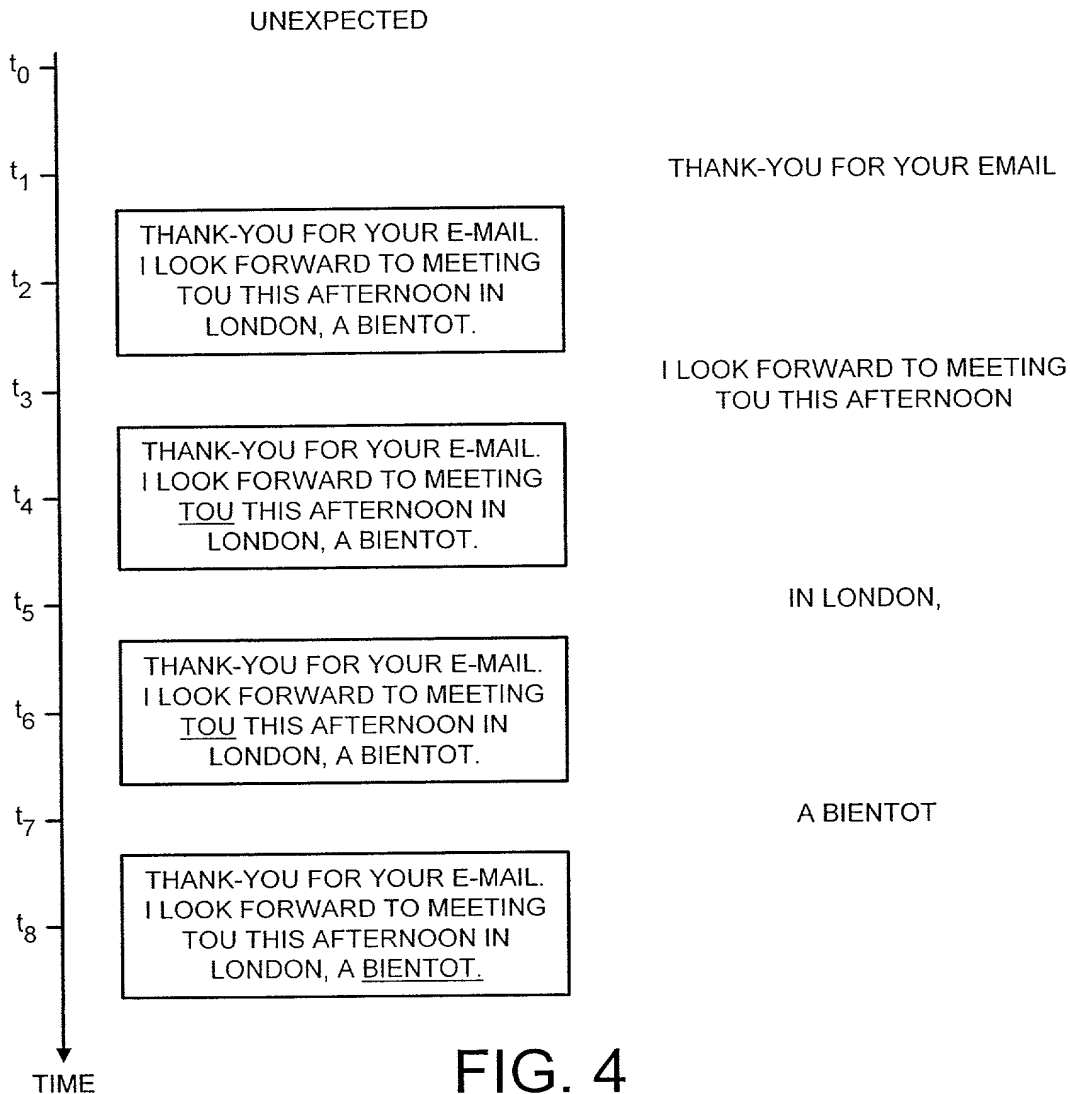 UNEXPECTED
t0
t1
THANK-YOU FOR YOUR EMAIL
THANK-YOU FOR YOUR E-MAIL.
I LOOK FORWARD TO MEETING
TOU THIS AFTERNOON IN
LONDON, A BIENTOT.
t2
t3
I LOOK FORWARD TO MEETING
TOU THIS AFTERNOON
THANK-YOU FOR YOUR E-MAIL.
I LOOK FORWARD TO MEETING
TOU THIS AFTERNOON IN
LONDON, A BIENTOT.
t4
t5
IN LONDON,
THANK-YOU FOR YOUR E-MAIL.
I LOOK FORWARD TO MEETING
TOU THIS AFTERNOON IN
LONDON, A BIENTOT.
t6
t7
A BIENTOT
THANK-YOU FOR YOUR E-MAIL.
I LOOK FORWARD TO MEETING
TOU THIS AFTERNOON IN
LONDON, A BIENTOT.
t8
TIME
FIG. 4